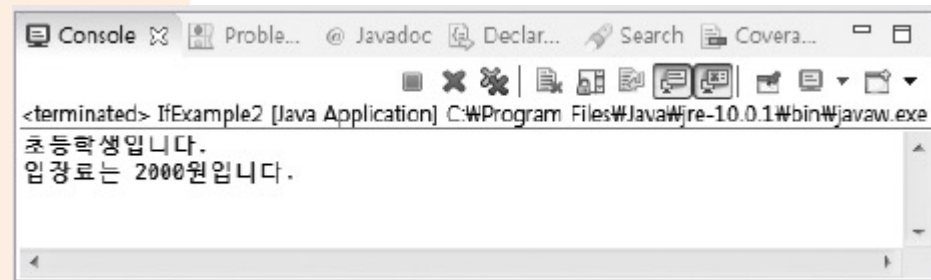 Console Proble... @ Javadoc Declar... Search Covera...
<terminated> IfExample2 [Java Application] C:₩Program Files₩Java₩jre-10.0.1₩bin₩javaw.exe
초등학생입니다.
입장료는 2000원입니다.